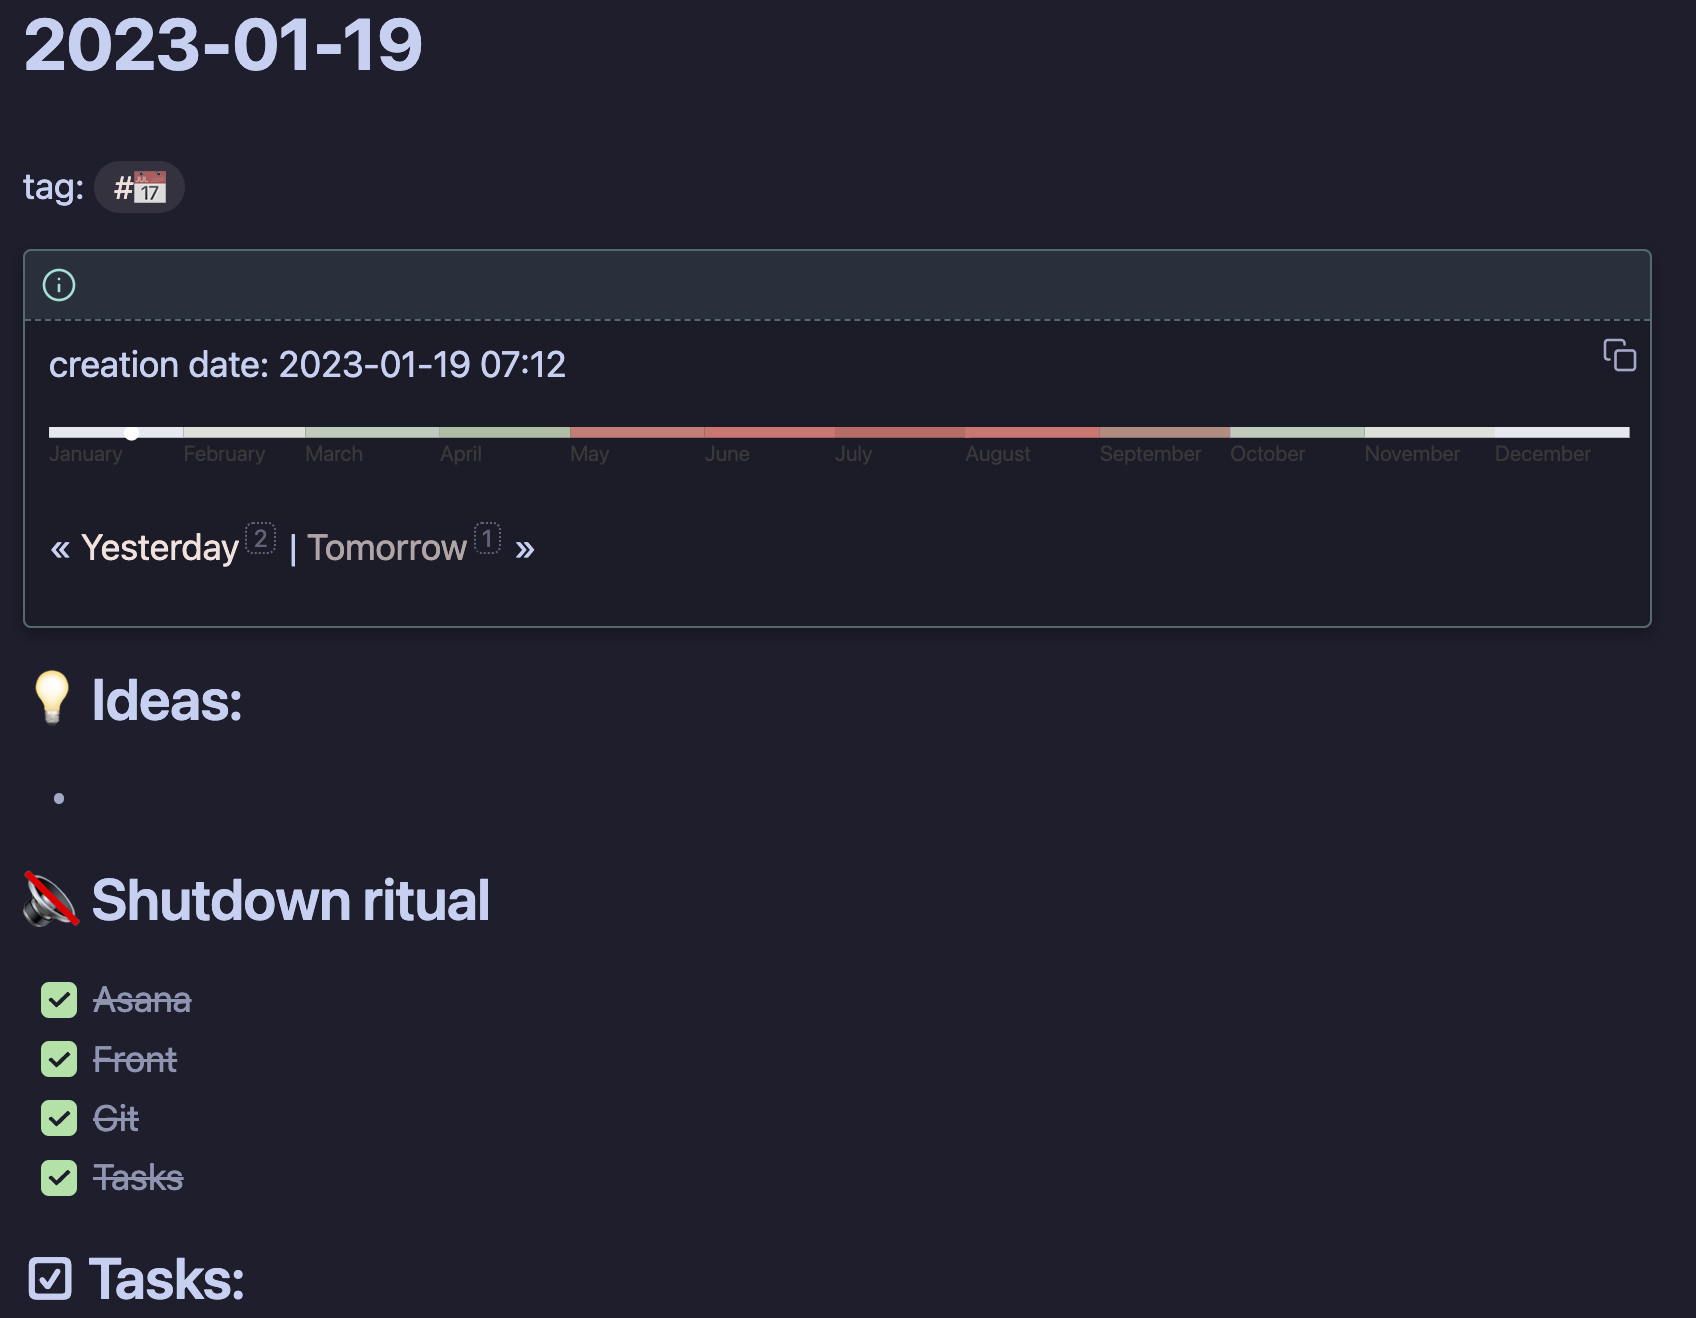 2023-01-19
tag: #📅
creation date: 2023-01-19 07:12
January February March April May June July August September October November December
« Yesterday 2 | Tomorrow 1 »
💡 Ideas:
•
🔇 Shutdown ritual
Asana
Front
Git
Tasks
Tasks: